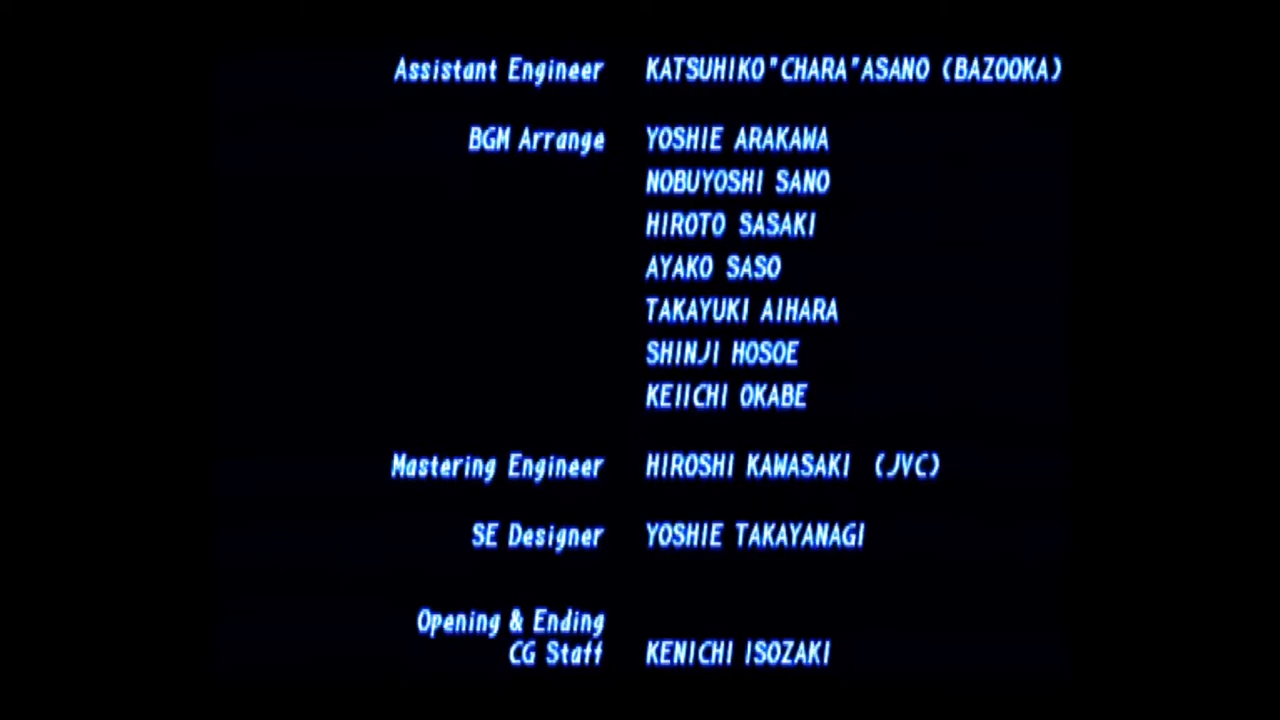 Assistant Engineer KATSUHIKO"CHARA"ASANO (BAZOOKA)
BGM Arrange YOSHIE ARAKAWA
NOBUYOSHI SANO
HIROTO SASAKI
AYAKO SASO
TAKAYUKI AIHARA
SHINJI HOSOE
KEIICHI OKABE
Mastering Engineer HIROSHI KAWASAKI (JVC)
SE Designer YOSHIE TAKAYANAGI
Opening & Ending
CG Staff KENICHI ISOZAKI